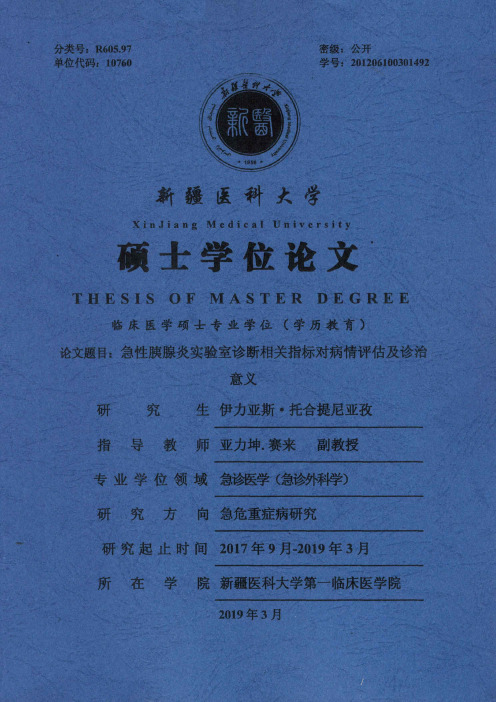 分类号：R605.97 密级：公开
单位代码：10760 学号：201206100301492
新疆医科大学
新醫
1956
新疆医科大学
XinJiang Medical University
硕士学位论文
THESIS OF MASTER DEGREE
临床医学硕士专业学位（学历教育）
论文题目：急性胰腺炎实验室诊断相关指标对病情评估及诊治
意义
研究生 伊力亚斯·托合提尼亚孜
指导教师 亚力坤.赛来 副教授
专业学位领域 急诊医学（急诊外科学）
研究方向 急危重症病研究
研究起止时间 2017年9月-2019年3月
所在学院 新疆医科大学第一临床医学院
2019年3月